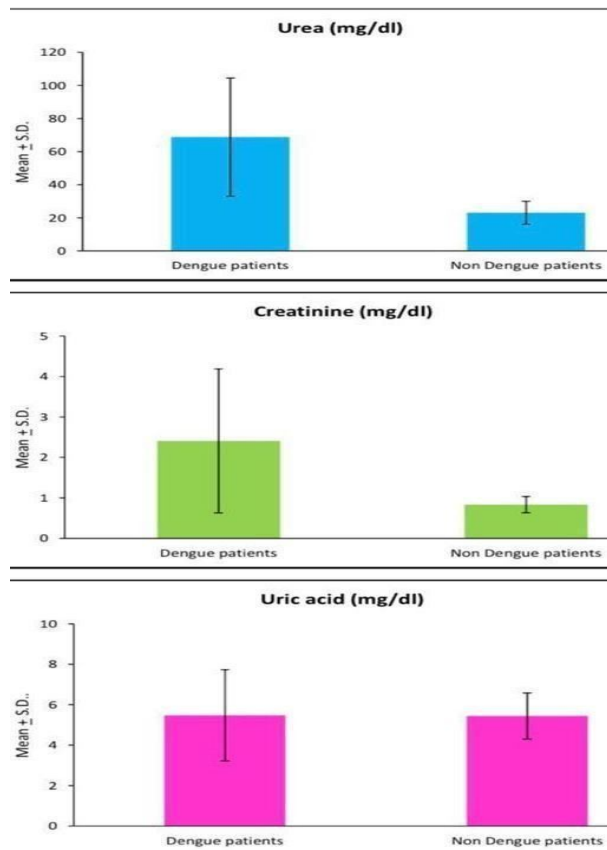 Urea (mg/dl)
120
100
80
60
40
20
0
Mean ± S.D.
Dengue patients Non Dengue patients
Creatinine (mg/dl)
5
4
3
2
1
0
Mean ± S.D.
Dengue patients Non Dengue patients
Uric acid (mg/dl)
10
8
6
4
2
0
Mean ± S.D..
Dengue patients Non Dengue patients